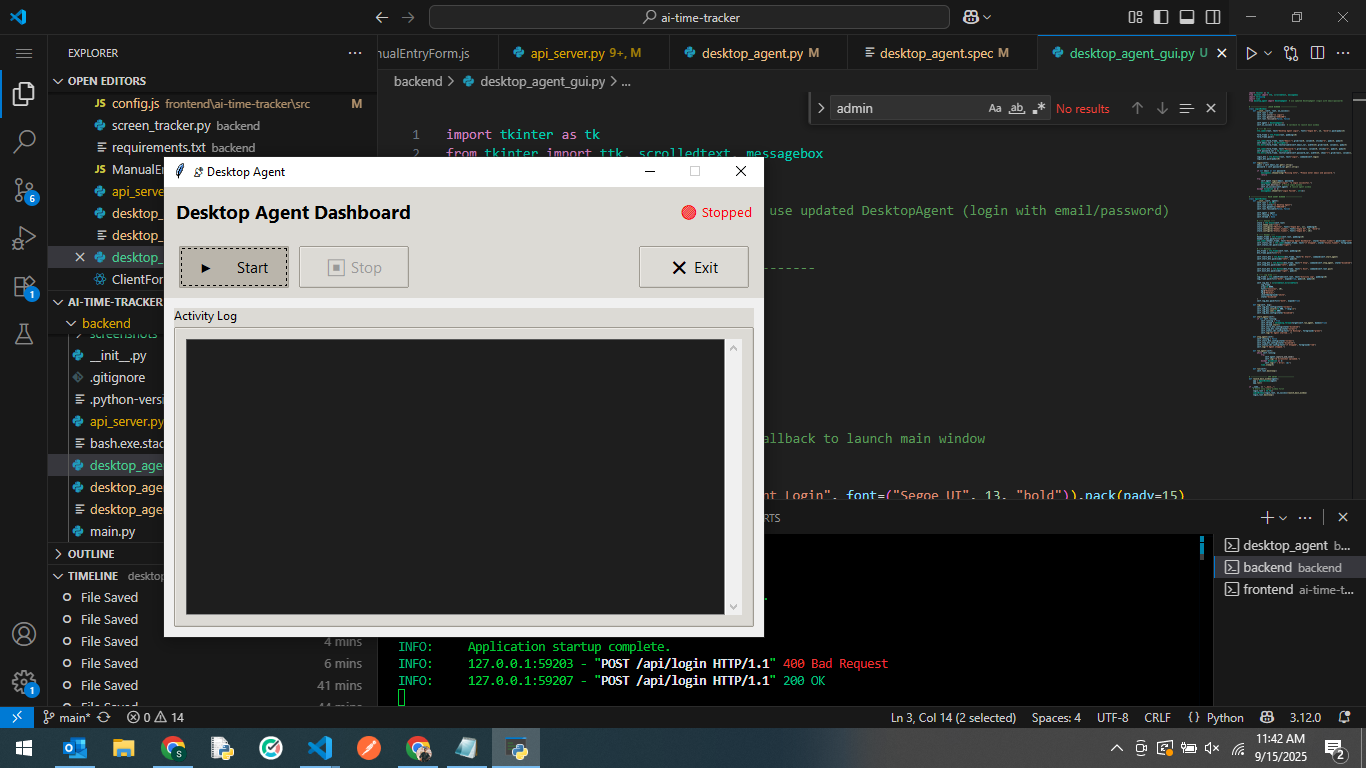 ai-time-tracker
EXPLORER
nualEntryForm.js
api_server.py 9+, M
desktop_agent.py M
desktop_agent.spec M
desktop_agent_gui.py U
OPEN EDITORS
backend > desktop_agent_gui.py > ...
config.js frontend\ai-time-tracker\src M
screen_tracker.py backend
requirements.txt backend
ManualEn
api_serve
desktop_
desktop_
desktop_
ClientFor
admin
Aa
ab
No results
1 import tkinter as tk
2 from tkinter import ttk, scrolledtext, messagebox
use updated DesktopAgent (login with email/password)
-------
allback to launch main window
nt Login", font=("Segoe UI", 13, "bold")).pack(pady=15)
Desktop Agent
Desktop Agent Dashboard
Stopped
Start
Stop
Exit
Activity Log
AI-TIME-TRACKER
backend
screenshots
__init__.py
.gitignore
.python-versi
api_server.py
bash.exe.stac
desktop_age
desktop_age
desktop_age
main.py
OUTLINE
TIMELINE deskto
File Saved
File Saved
File Saved 4 mins
File Saved 6 mins
File Saved 41 mins
File Saved 44 mins
RTS
desktop_agent b...
backend backend
frontend ai-time-t...
INFO: Application startup complete.
INFO: 127.0.0.1:59203 - "POST /api/login HTTP/1.1" 400 Bad Request
INFO: 127.0.0.1:59207 - "POST /api/login HTTP/1.1" 200 OK
6
1
1
main*
0
14
Ln 3, Col 14 (2 selected)
Spaces: 4
UTF-8
CRLF
{ } Python
3.12.0
11:42 AM
9/15/2025
2